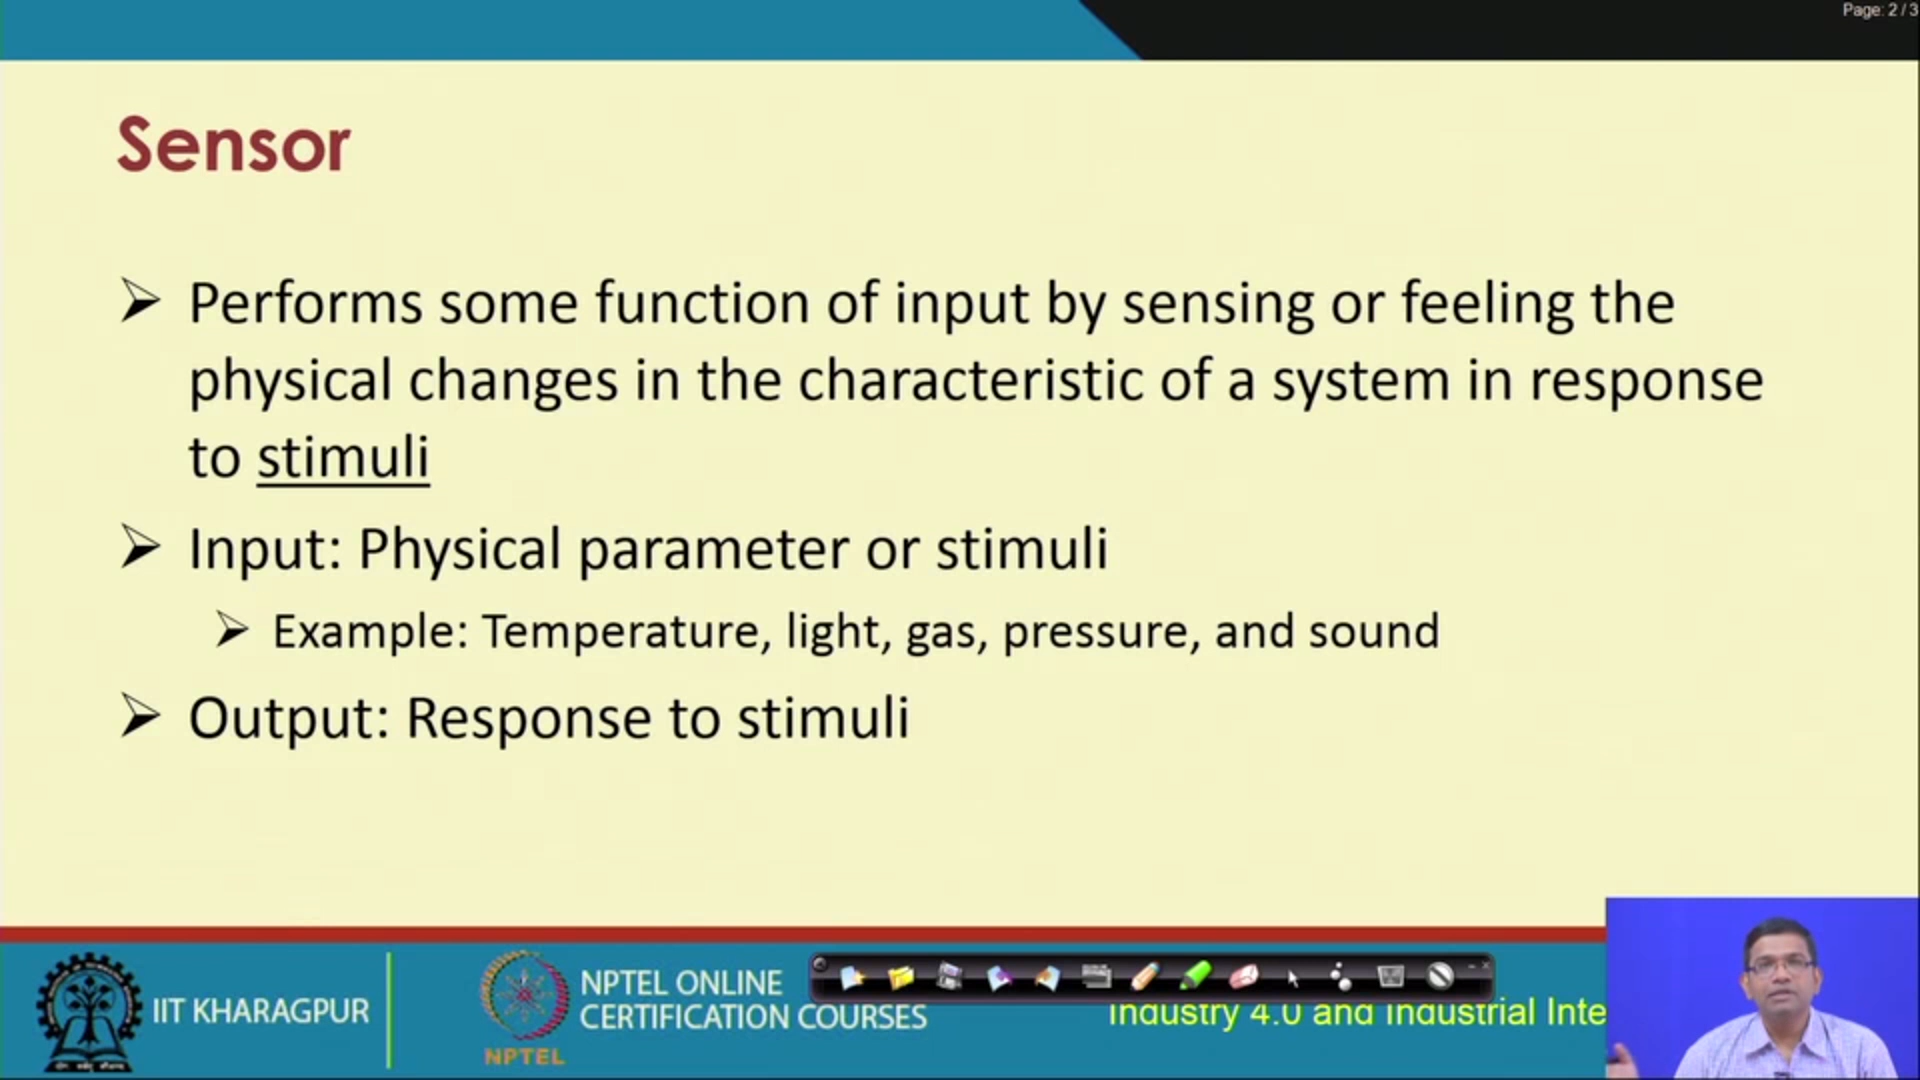 Page: 2 / 3
Sensor
Performs some function of input by sensing or feeling the
physical changes in the characteristic of a system in response
to stimuli
Input: Physical parameter or stimuli
Example: Temperature, light, gas, pressure, and sound
Output: Response to stimuli
IIT KHARAGPUR
NPTEL
NPTEL ONLINE
CERTIFICATION COURSES
Industry 4.0 and Industrial Inte